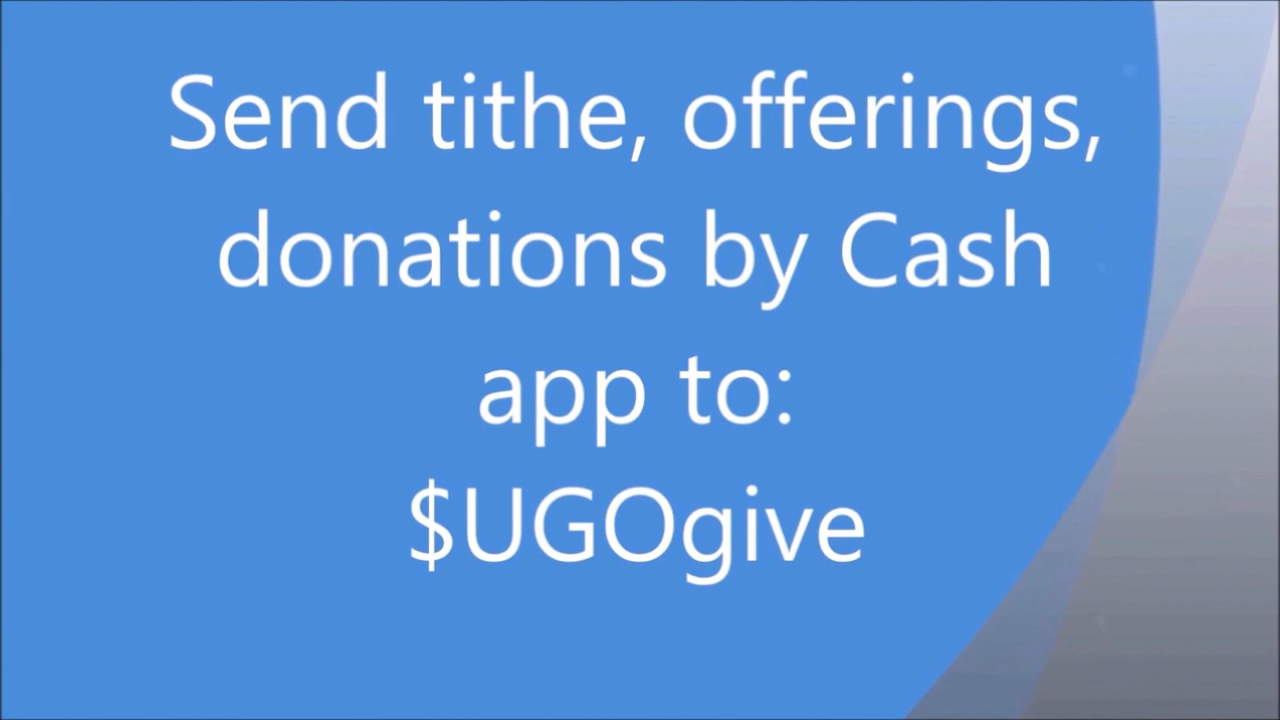 Send tithe, offerings,
donations by Cash
app to:
$UGOgive